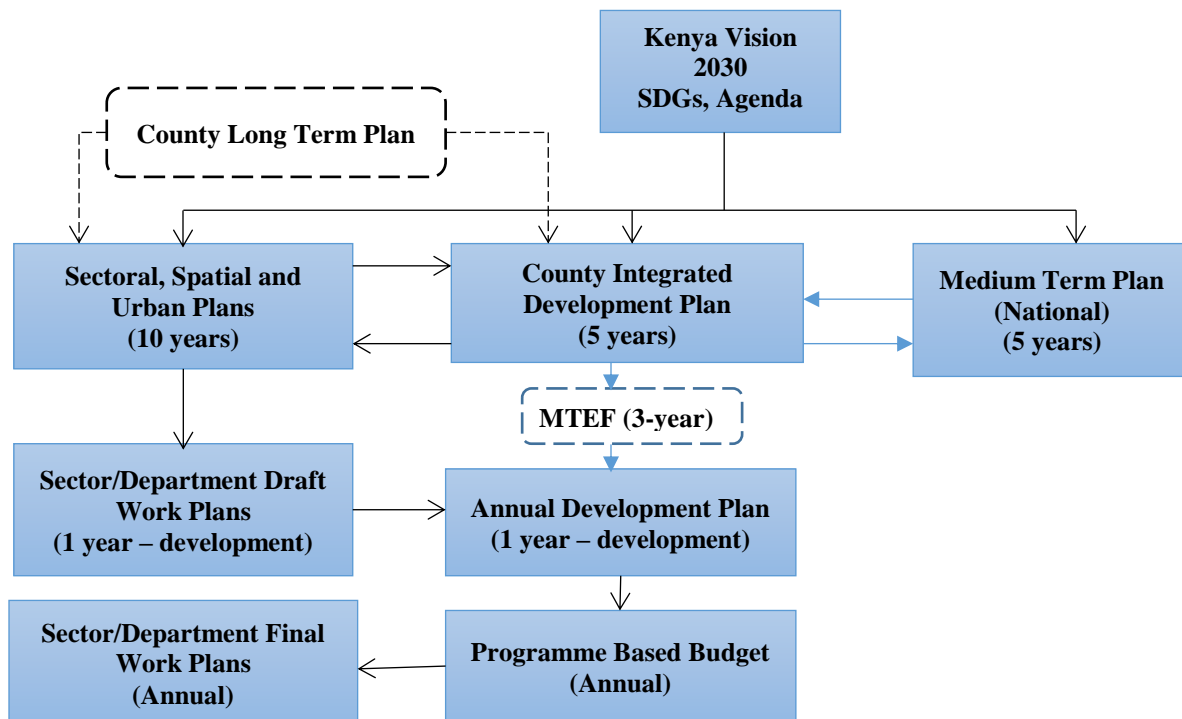 Kenya Vision
2030
SDGs, Agenda
County Long Term Plan
Sectoral, Spatial and
Urban Plans
(10 years)
County Integrated
Development Plan
(5 years)
Medium Term Plan
(National)
(5 years)
MTEF (3-year)
Sector/Department Draft
Work Plans
(1 year – development)
Annual Development Plan
(1 year – development)
Sector/Department Final
Work Plans
(Annual)
Programme Based Budget
(Annual)